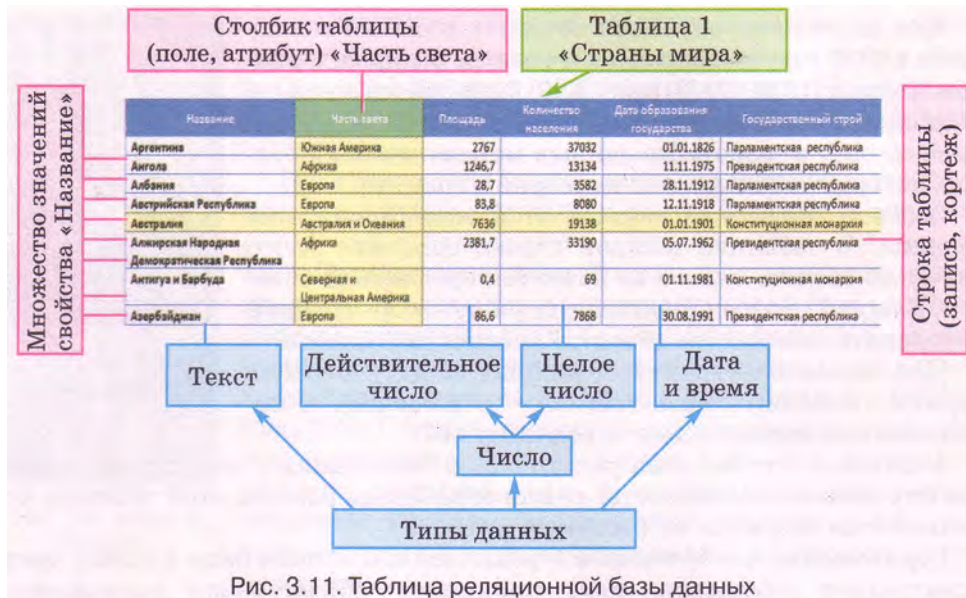 Столбик таблицы
(поле, атрибут) «Часть света»
Таблица 1
«Страны мира»
Множество значений
свойства «Название»
Название Часть света Площадь Количество населения Дата образования государства Государственный строй
Аргентина Южная Америка 2767 37032 01.01.1826 Парламентская республика
Ангола Африка 1246,7 13134 11.11.1975 Президентская республика
Албания Европа 28,7 3582 28.11.1912 Парламентская республика
Австрийская Республика Европа 83,8 8080 12.11.1918 Парламентская республика
Австралия Австралия и Океания 7636 19138 01.01.1901 Конституционная монархия
Алжирская Народная Африка 2381,7 33190 05.07.1962 Президентская республика
Демократическая Республика
Антигуа и Барбуда Северная и 0,4 69 01.11.1981 Конституционная монархия
Центральная Америка
Азербайджан Европа 86,6 7868 30.08.1991 Президентская республика
Строка таблицы
(запись, кортеж)
Текст
Действительное
число
Целое
число
Дата
и время
Число
Типы данных
Рис. 3.11. Таблица реляционной базы данных